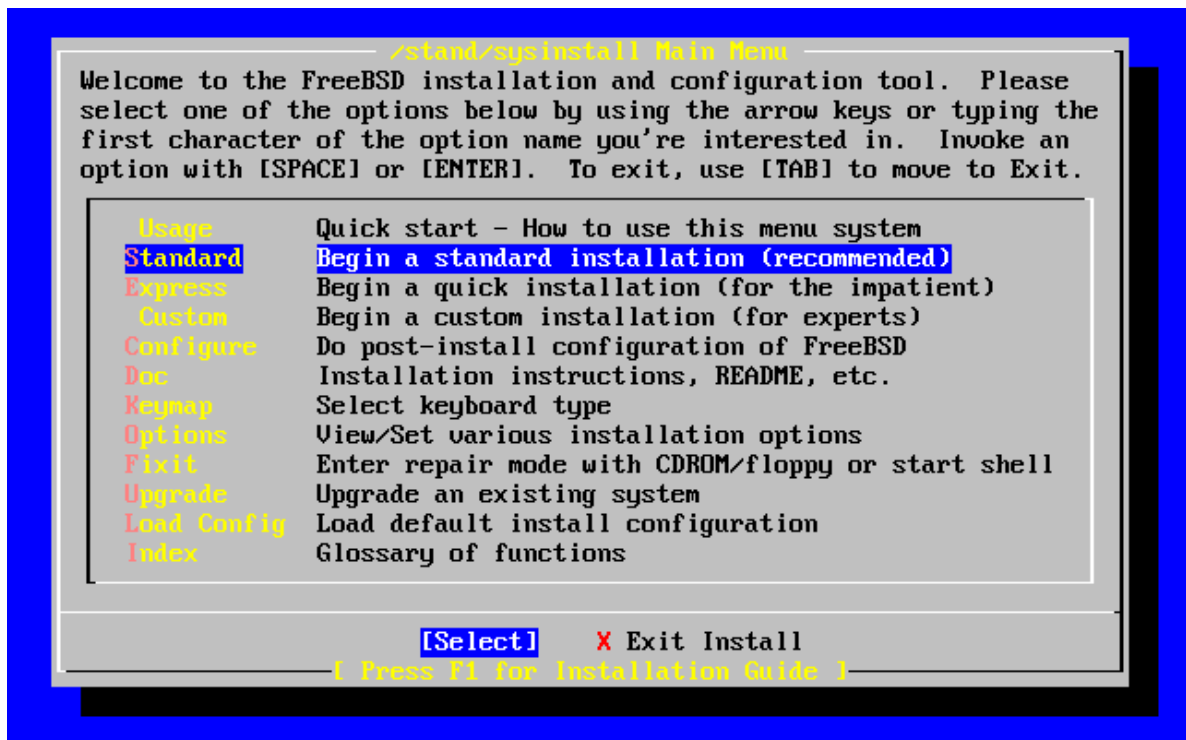 /stand/sysinstall Main Menu
Welcome to the FreeBSD installation and configuration tool.  Please
select one of the options below by using the arrow keys or typing the
first character of the option name you're interested in.  Invoke an
option with [SPACE] or [ENTER].  To exit, use [TAB] to move to Exit.
Usage Quick start - How to use this menu system
Standard Begin a standard installation (recommended)
Express Begin a quick installation (for the impatient)
Custom Begin a custom installation (for experts)
Configure Do post-install configuration of FreeBSD
Doc Installation instructions, README, etc.
Keymap Select keyboard type
Options View/Set various installation options
Fixit Enter repair mode with CDROM/floppy or start shell
Upgrade Upgrade an existing system
Load Config Load default install configuration
Index Glossary of functions
[Select] X Exit Install
[ Press F1 for Installation Guide ]